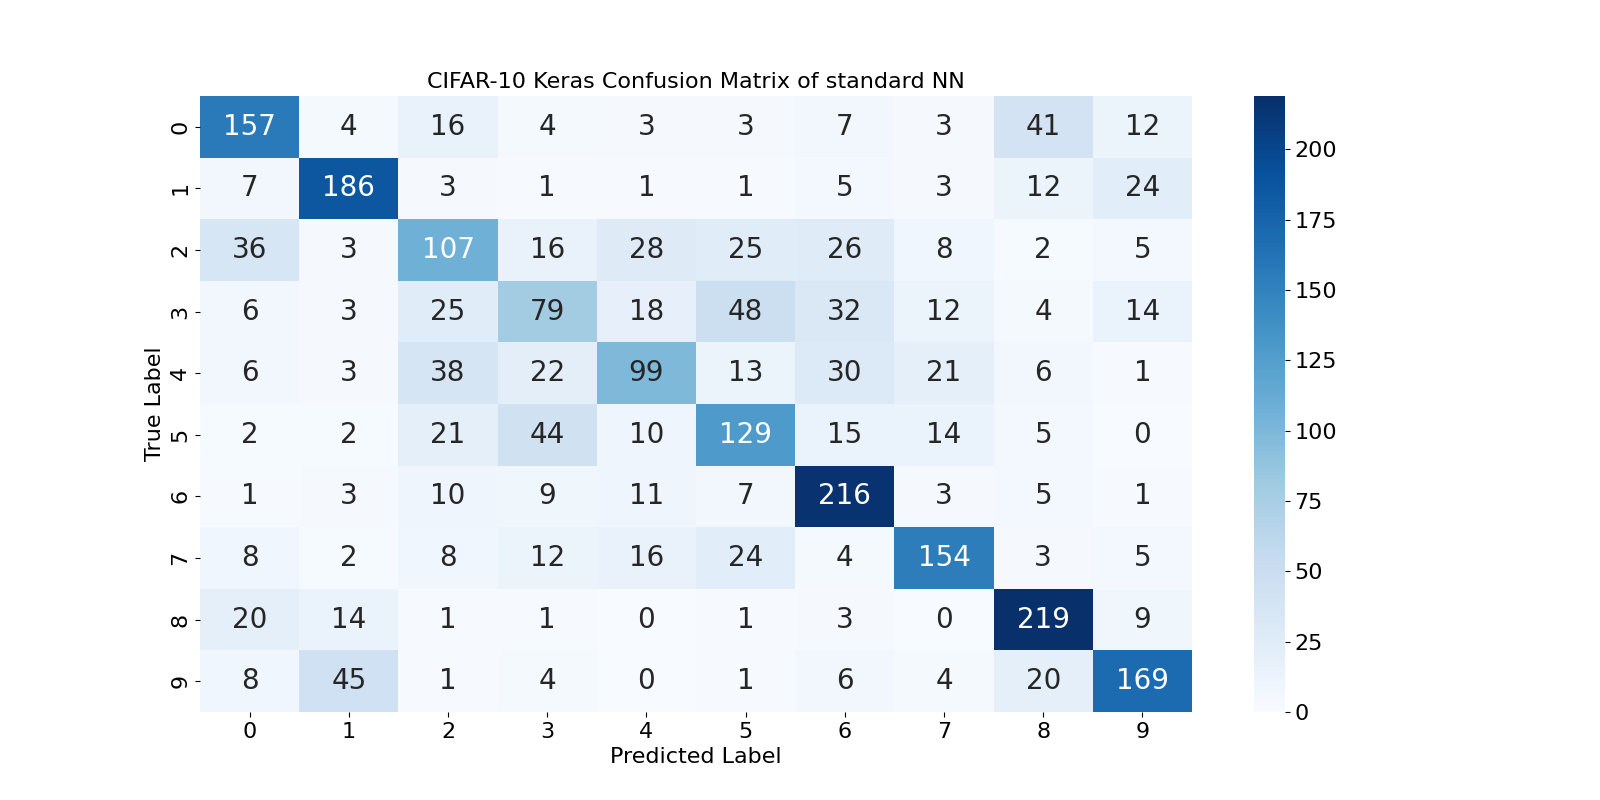 CIFAR-10 Keras Confusion Matrix of standard NN
0 157 4 16 4 3 3 7 3 41 12
1 7 186 3 1 1 1 5 3 12 24
2 36 3 107 16 28 25 26 8 2 5
3 6 3 25 79 18 48 32 12 4 14
4 6 3 38 22 99 13 30 21 6 1
5 2 2 21 44 10 129 15 14 5 0
6 1 3 10 9 11 7 216 3 5 1
7 8 2 8 12 16 24 4 154 3 5
8 20 14 1 1 0 1 3 0 219 9
9 8 45 1 4 0 1 6 4 20 169
0 1 2 3 4 5 6 7 8 9
Predicted Label
True Label
200
175
150
125
100
75
50
25
0